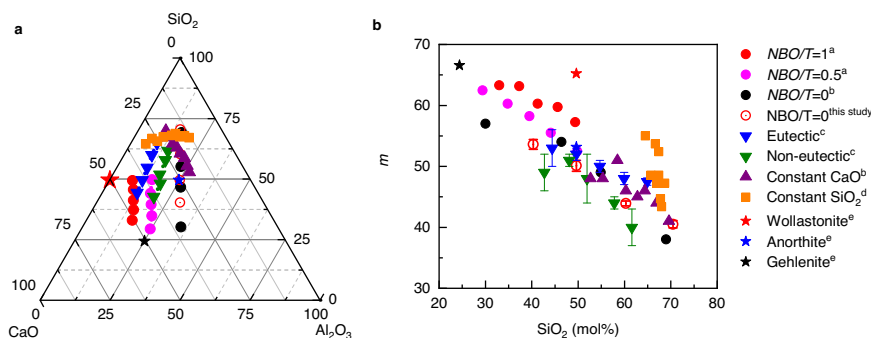 a
SiO₂
0
100
25
75
50
50
75
25
100
0
CaO
75
50
25
0
Al₂O₃
b
70
60
50
40
30
m
20
30
40
50
60
70
80
SiO₂ (mol%)
NBO/T=1ᵃ
NBO/T=0.5ᵃ
NBO/T=0ᵇ
NBO/T=0ᵗʰⁱˢ ˢᵗᵘᵈʸ
Eutecticᶜ
Non-eutecticᶜ
Constant CaOᵇ
Constant SiO₂ᵈ
Wollastoniteᵉ
Anorthiteᵉ
Gehleniteᵉ